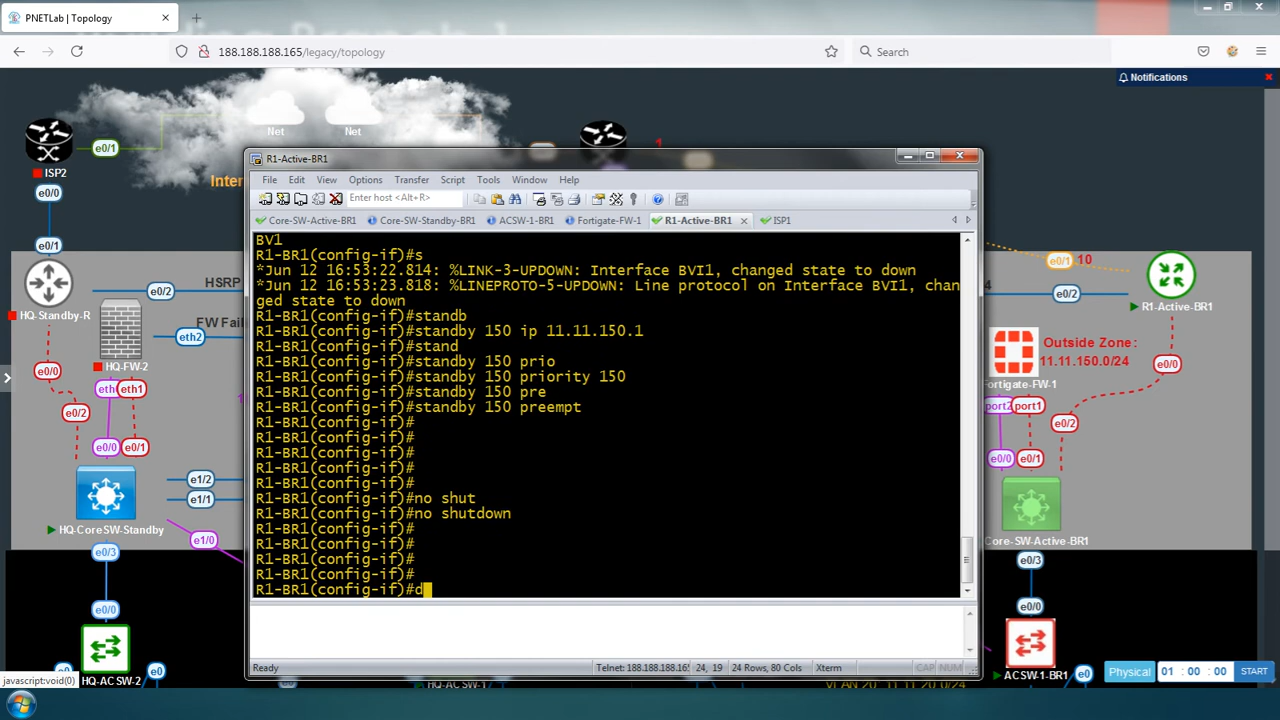 PNETLab | Topology
188.188.188.165/legacy/topology
Search
Notifications
Net
Net
e0/1
ISP2
e0/0
e0/1
HQ-Standby-R
e0/2
HSRP
eth2
HQ-FW-2
e0/0
eth1
e0/2
e0/0
e0/1
e1/2
e1/1
HQ-CoreSW-Standby
e1/0
e0/3
e0/0
HQ-ACSW-2
e0
javascript:void(0)
R1-Active-BR1
File Edit View Options Transfer Script Tools Window Help
Enter host <Alt+R>
Core-SW-Active-BR1
Core-SW-Standby-BR1
ACSW-1-BR1
Fortigate-FW-1
R1-Active-BR1
ISP1
BV1
R1-BR1(config-if)#s
*Jun 12 16:53:22.814: %LINK-3-UPDOWN: Interface BVI1, changed state to down
*Jun 12 16:53:23.818: %LINEPROTO-5-UPDOWN: Line protocol on Interface BVI1, chan
ged state to down
R1-BR1(config-if)#standb
R1-BR1(config-if)#standby 150 ip 11.11.150.1
R1-BR1(config-if)#stand
R1-BR1(config-if)#standby 150 prio
R1-BR1(config-if)#standby 150 priority 150
R1-BR1(config-if)#standby 150 pre
R1-BR1(config-if)#standby 150 preempt
R1-BR1(config-if)#
R1-BR1(config-if)#
R1-BR1(config-if)#
R1-BR1(config-if)#
R1-BR1(config-if)#
R1-BR1(config-if)#no shut
R1-BR1(config-if)#no shutdown
R1-BR1(config-if)#
R1-BR1(config-if)#
R1-BR1(config-if)#
R1-BR1(config-if)#
R1-BR1(config-if)#d
Ready
Telnet: 188.188.188.16
24, 19
24 Rows, 80 Cols
Xterm
CAP
NUM
e0/1
10
e0/2
R1-Active-BR1
Outside Zone:
11.11.150.0/24
Fortigate-FW-1
e0/0
port2
port1
e0/2
e0/0
e0/1
Core-SW-Active-BR1
e0/3
e0/0
ACSW-1-BR1
e0
Physical
01 : 00 : 00
START